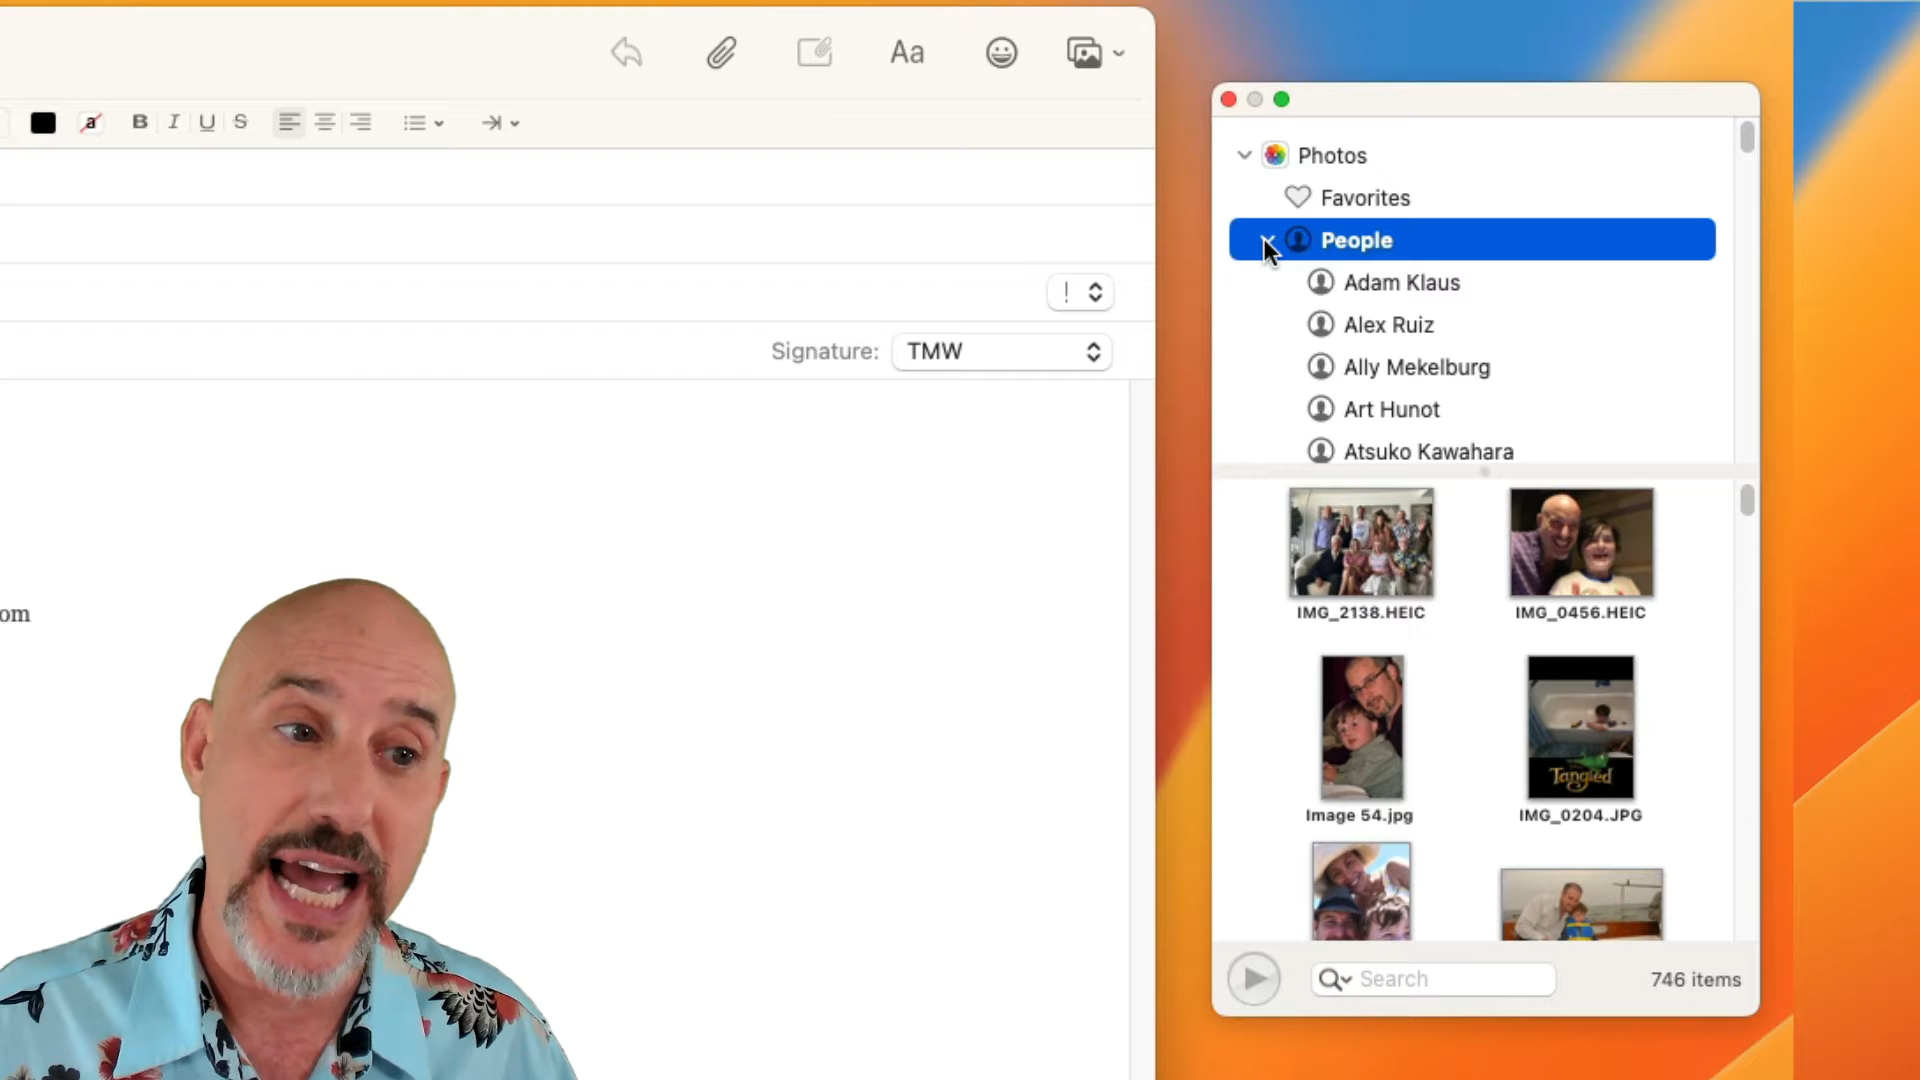 Aa
a B I U S
!
Signature: TMW
om
Photos
Favorites
People
Adam Klaus
Alex Ruiz
Ally Mekelburg
Art Hunot
Atsuko Kawahara
IMG_2138.HEIC IMG_0456.HEIC
Tangled
Image 54.jpg IMG_0204.JPG
Search 746 items